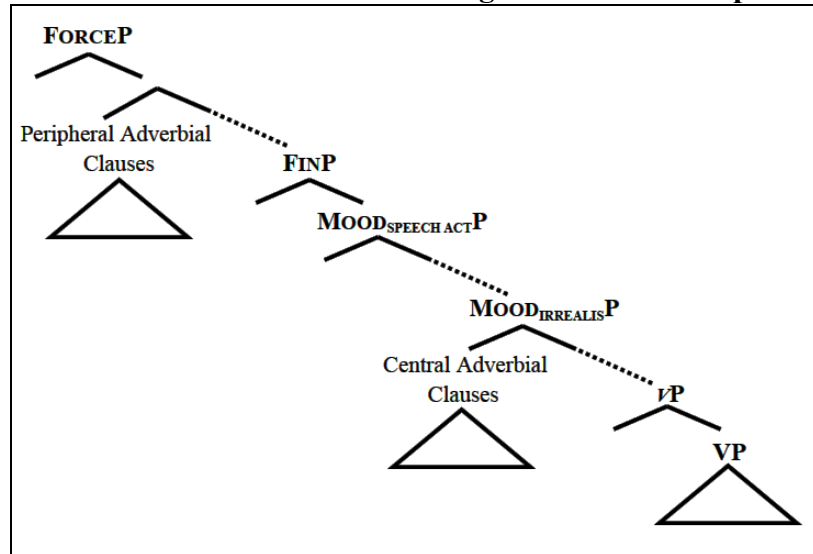 FORCEP
Peripheral Adverbial
Clauses
FINP
MOODSPEECH ACTP
MOODIRREALISP
Central Adverbial
Clauses
vP
VP